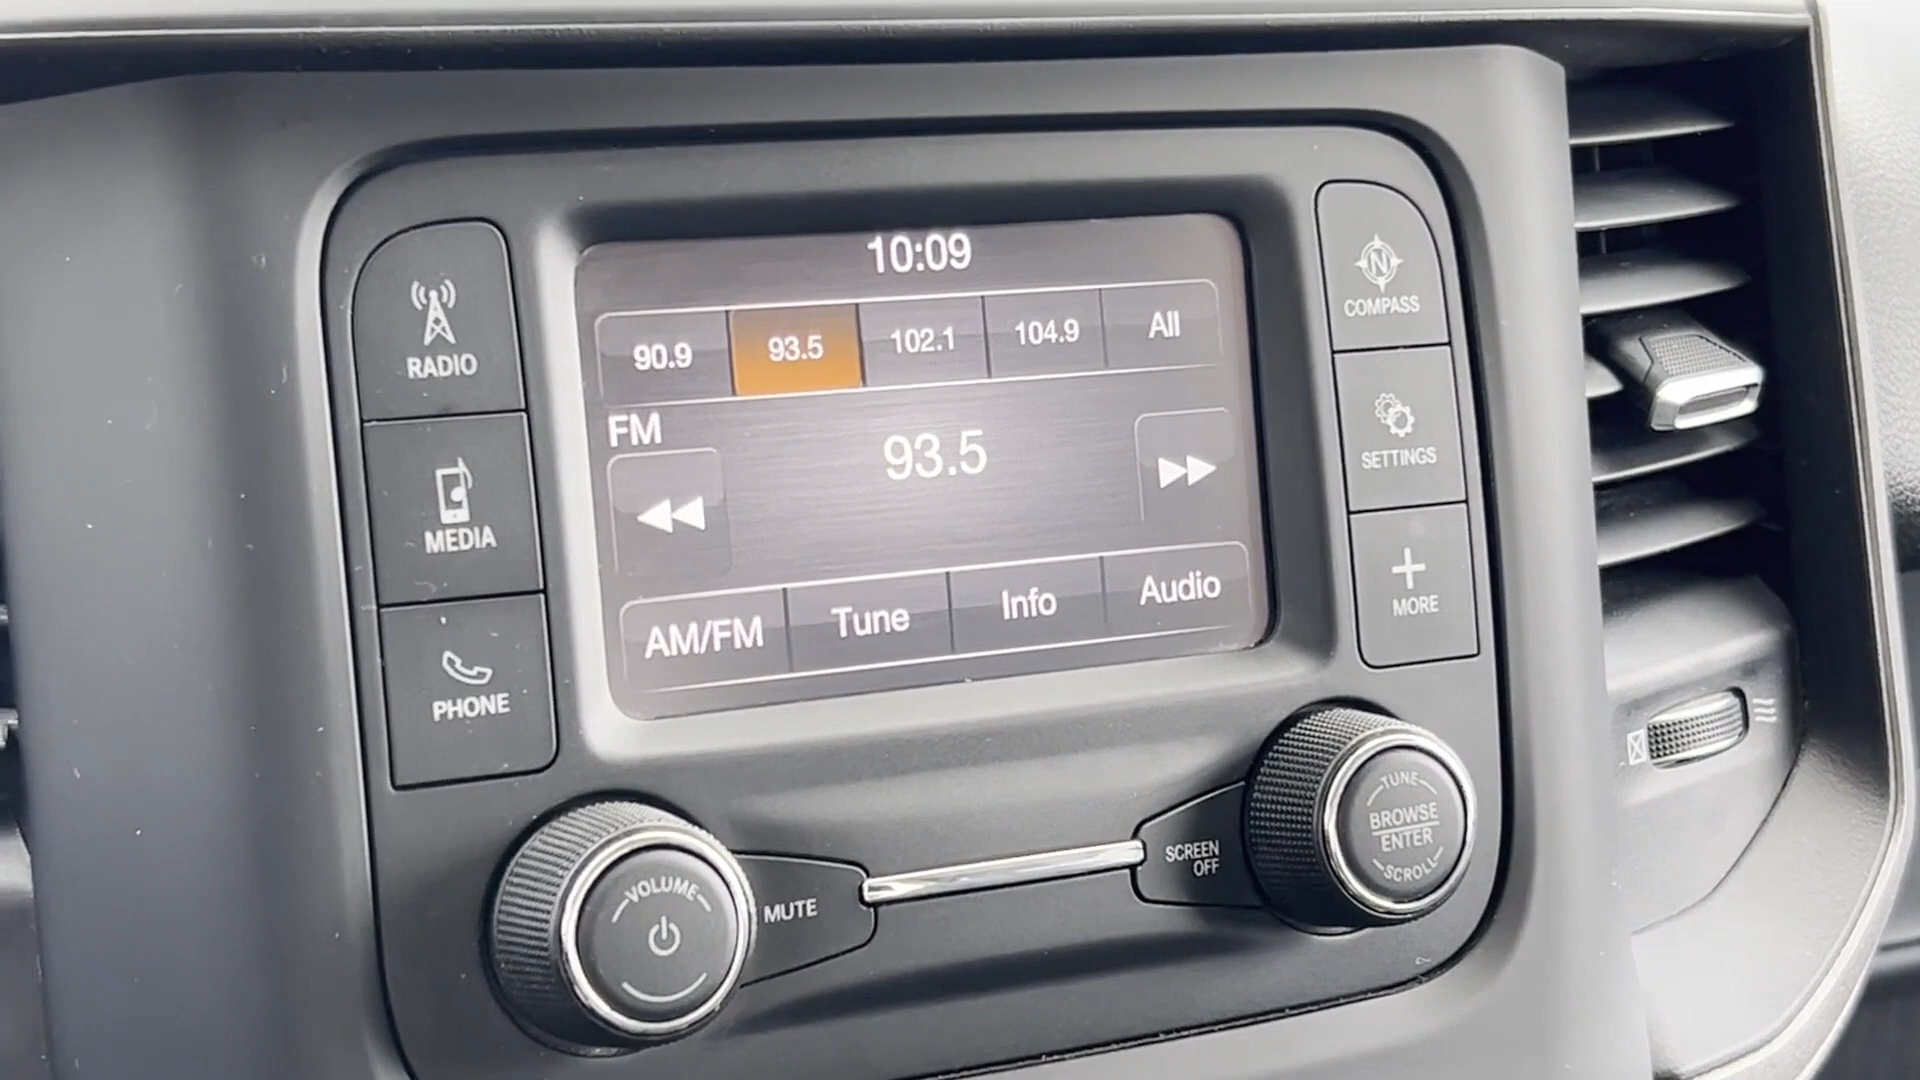 10:09
90.9 93.5 102.1 104.9 All
FM
93.5
AM/FM Tune Info Audio
RADIO
MEDIA
PHONE
N
COMPASS
SETTINGS
MORE
VOLUME
MUTE
SCREEN
OFF
TUNE
BROWSE
ENTER
SCROLL